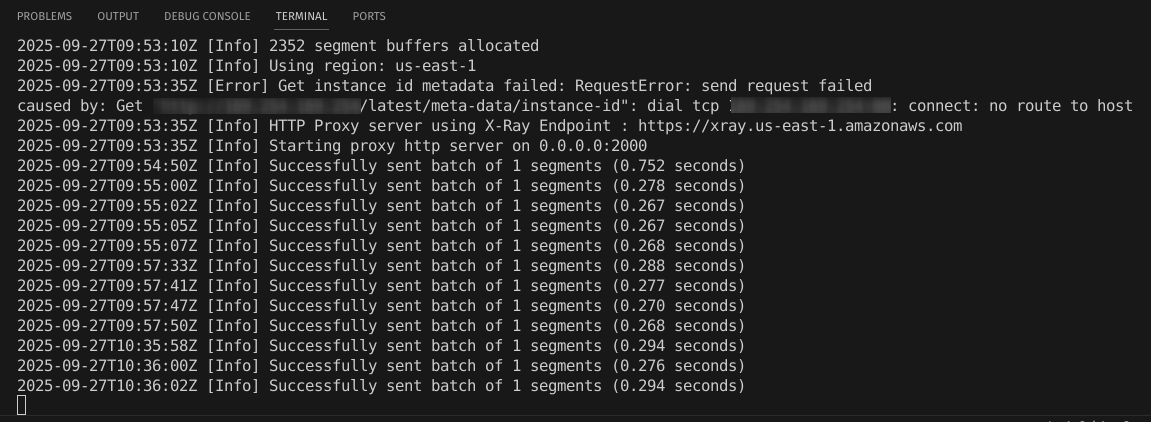 PROBLEMS OUTPUT DEBUG CONSOLE TERMINAL PORTS
2025-09-27T09:53:10Z [Info] 2352 segment buffers allocated
2025-09-27T09:53:10Z [Info] Using region: us-east-1
2025-09-27T09:53:35Z [Error] Get instance id metadata failed: RequestError: send request failed
caused by: Get /latest/meta-data/instance-id": dial tcp : connect: no route to host
2025-09-27T09:53:35Z [Info] HTTP Proxy server using X-Ray Endpoint : https://xray.us-east-1.amazonaws.com
2025-09-27T09:53:35Z [Info] Starting proxy http server on 0.0.0.0:2000
2025-09-27T09:54:50Z [Info] Successfully sent batch of 1 segments (0.752 seconds)
2025-09-27T09:55:00Z [Info] Successfully sent batch of 1 segments (0.278 seconds)
2025-09-27T09:55:02Z [Info] Successfully sent batch of 1 segments (0.267 seconds)
2025-09-27T09:55:05Z [Info] Successfully sent batch of 1 segments (0.267 seconds)
2025-09-27T09:55:07Z [Info] Successfully sent batch of 1 segments (0.268 seconds)
2025-09-27T09:57:33Z [Info] Successfully sent batch of 1 segments (0.288 seconds)
2025-09-27T09:57:41Z [Info] Successfully sent batch of 1 segments (0.277 seconds)
2025-09-27T09:57:47Z [Info] Successfully sent batch of 1 segments (0.270 seconds)
2025-09-27T09:57:50Z [Info] Successfully sent batch of 1 segments (0.268 seconds)
2025-09-27T10:35:58Z [Info] Successfully sent batch of 1 segments (0.294 seconds)
2025-09-27T10:36:00Z [Info] Successfully sent batch of 1 segments (0.276 seconds)
2025-09-27T10:36:02Z [Info] Successfully sent batch of 1 segments (0.294 seconds)